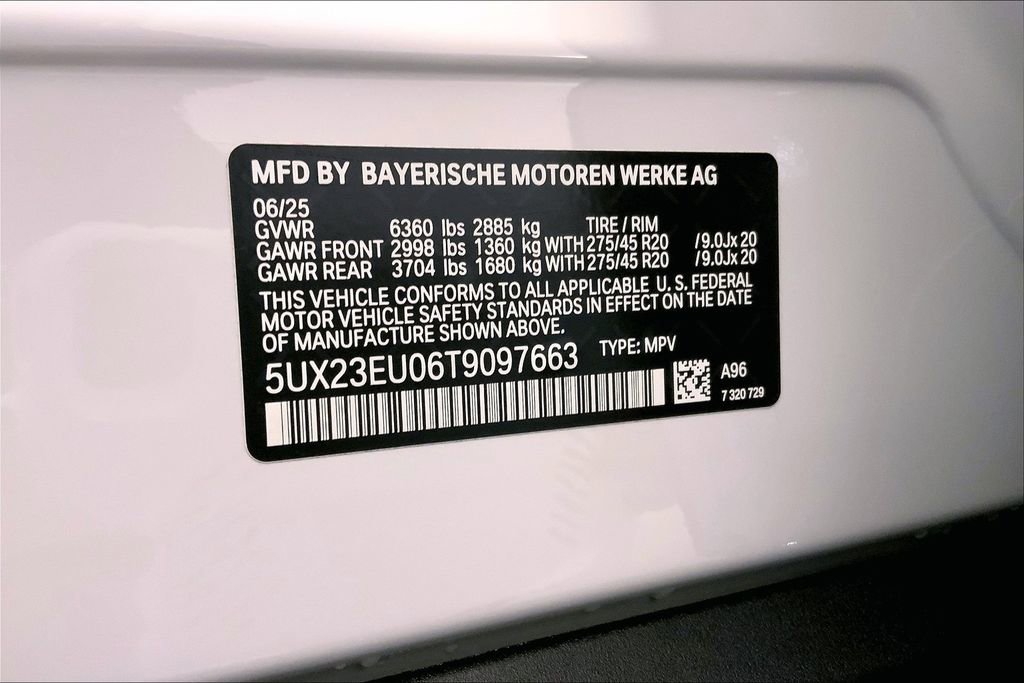 MFD BY BAYERISCHE MOTOREN WERKE AG
06/25
GVWR 6360 lbs 2885 kg TIRE / RIM
GAWR FRONT 2998 lbs 1360 kg WITH 275/45 R20 /9.0Jx 20
GAWR REAR 3704 lbs 1680 kg WITH 275/45 R20 /9.0Jx 20
THIS VEHICLE CONFORMS TO ALL APPLICABLE U.S. FEDERAL
MOTOR VEHICLE SAFETY STANDARDS IN EFFECT ON THE DATE
OF MANUFACTURE SHOWN ABOVE.
5UX23EU06T9097663 TYPE: MPV
A96
7 320 729